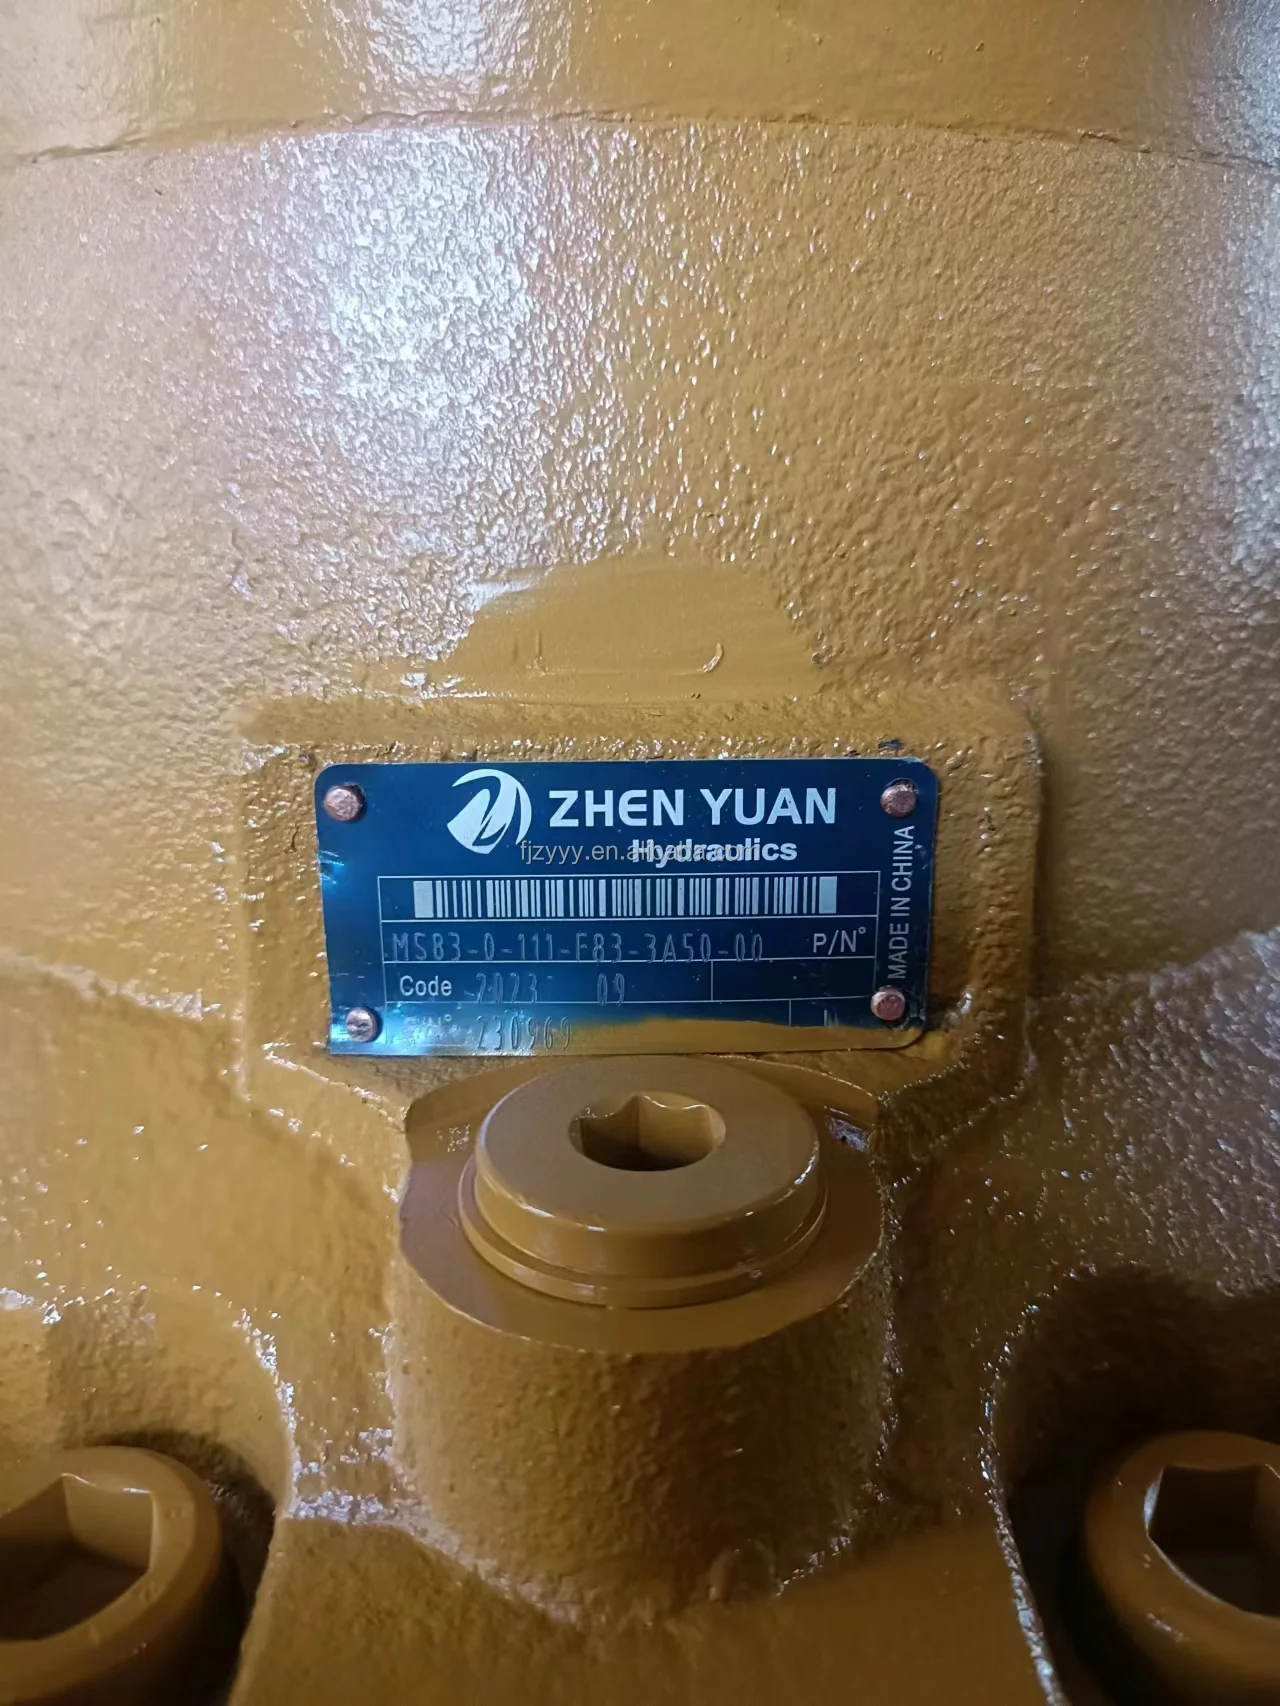 ZHEN YUAN
Hydraulics
fjzyyy.en.alibaba.com
MS83-0-111-F83-3A50-00 P/N°
Code 2023 09
230969
MADE IN CHINA